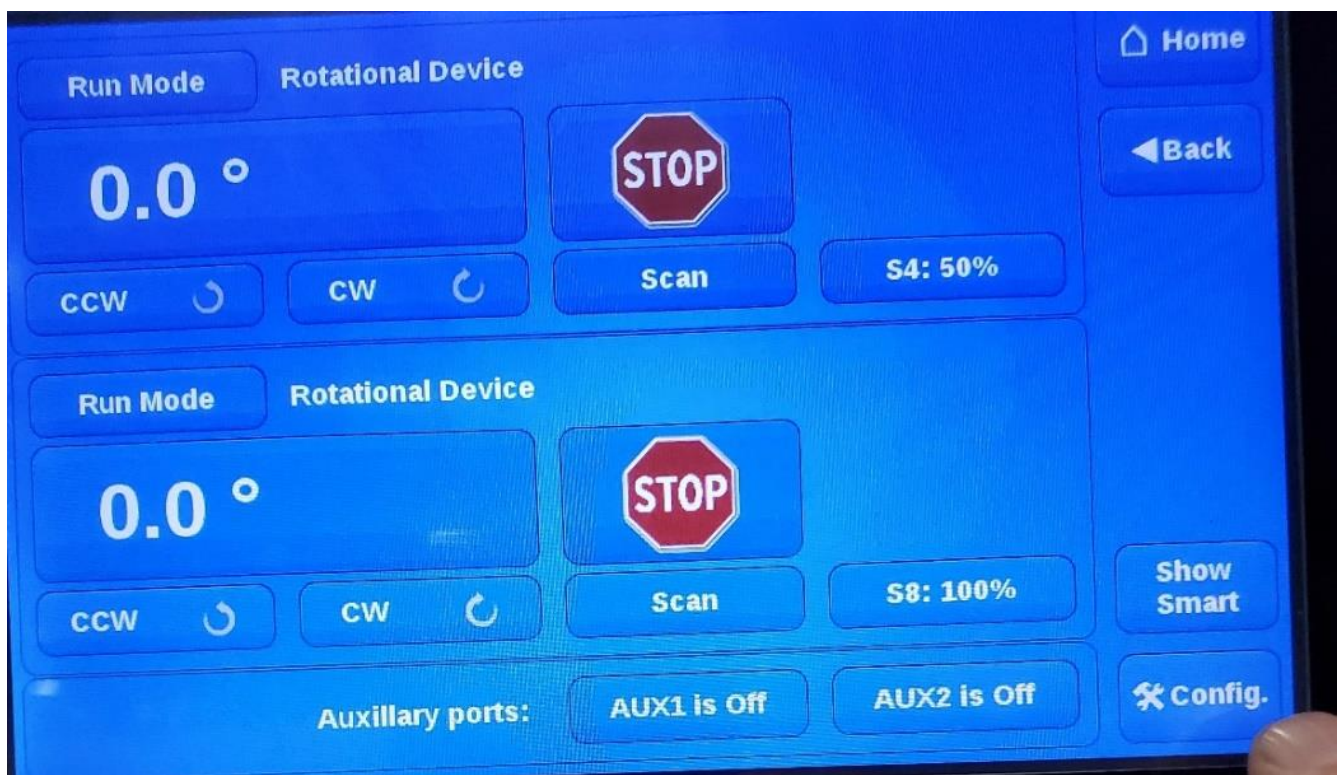 Home
Run Mode Rotational Device
0.0 °
STOP
Back
CCW CW Scan S4: 50%
Run Mode Rotational Device
0.0 °
STOP
CCW CW Scan S8: 100%
Show
Smart
Auxillary ports: AUX1 is Off AUX2 is Off
Config.